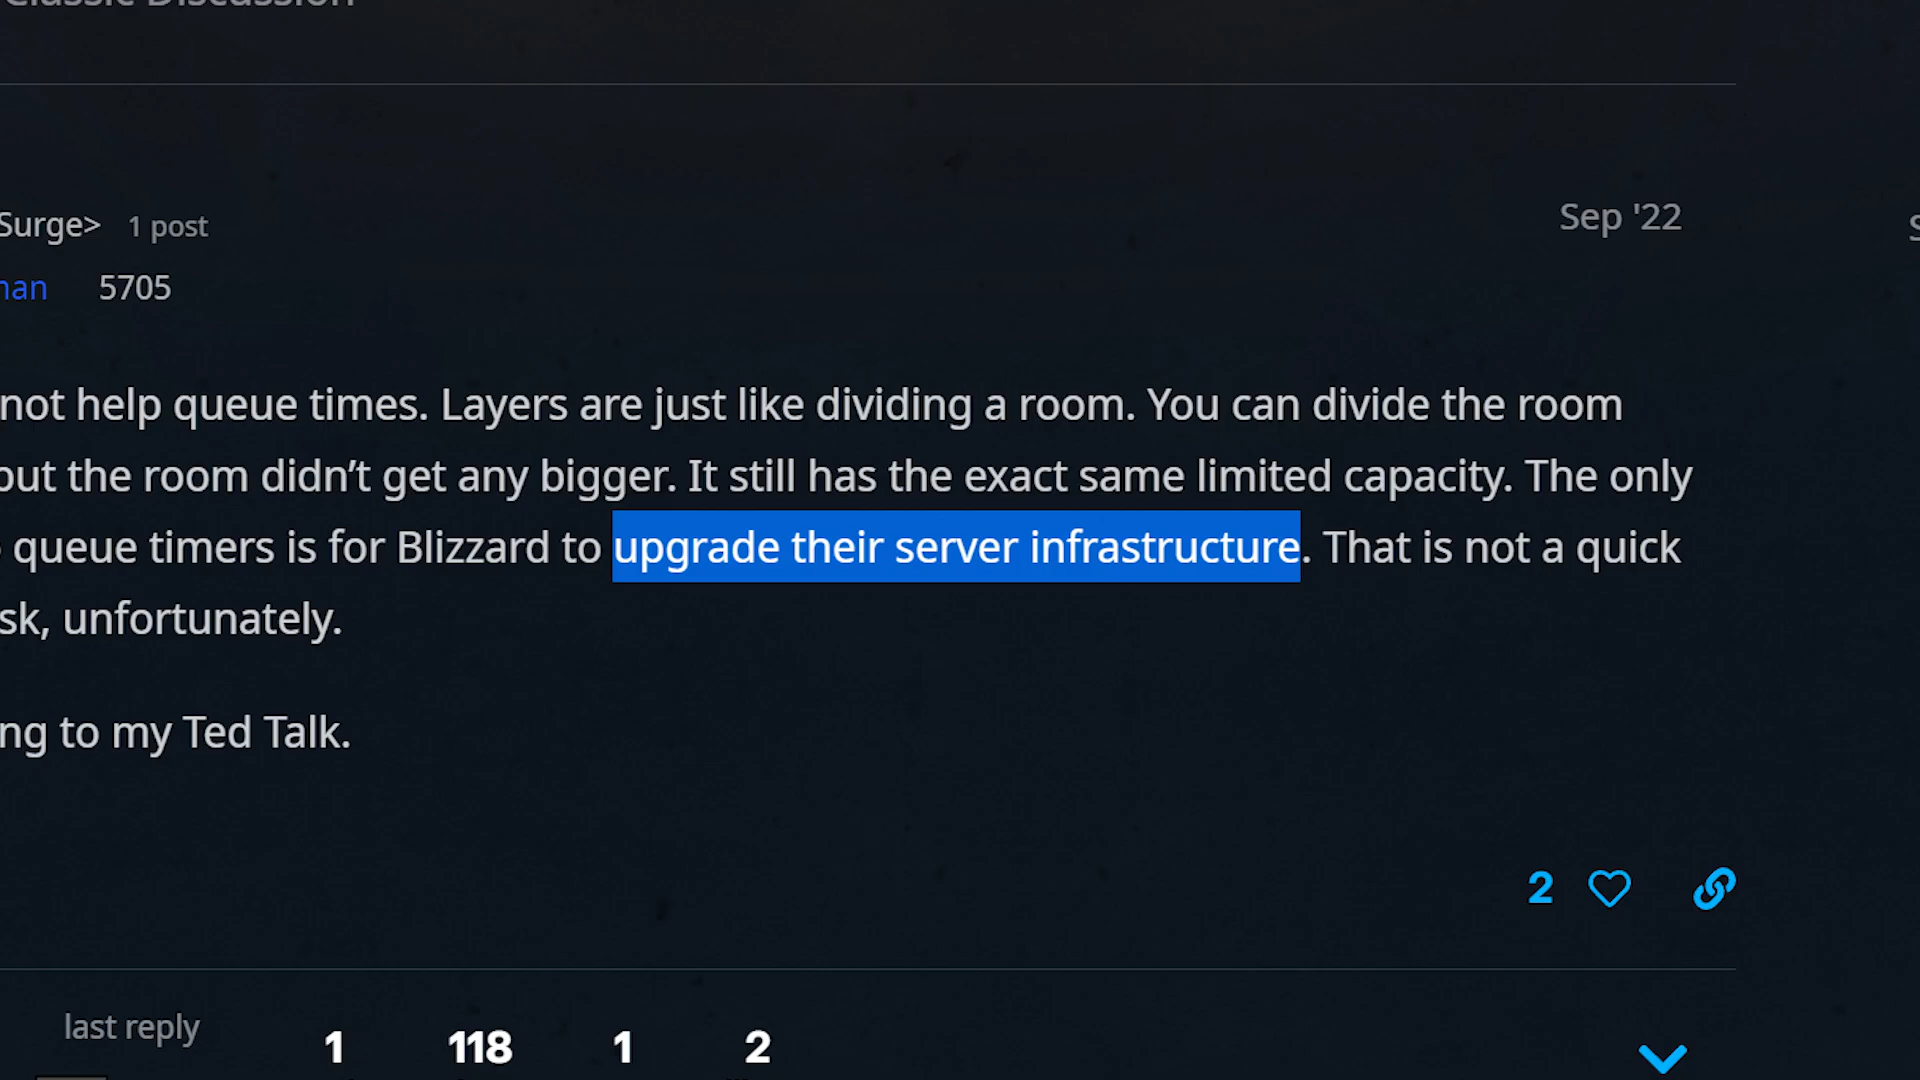 Classic Discussion
Surge> 1 post
Sep '22
5705
not help queue times. Layers are just like dividing a room. You can divide the room
but the room didn’t get any bigger. It still has the exact same limited capacity. The only
queue timers is for Blizzard to upgrade their server infrastructure. That is not a quick
sk, unfortunately.
ng to my Ted Talk.
2
last reply
1 118 1 2